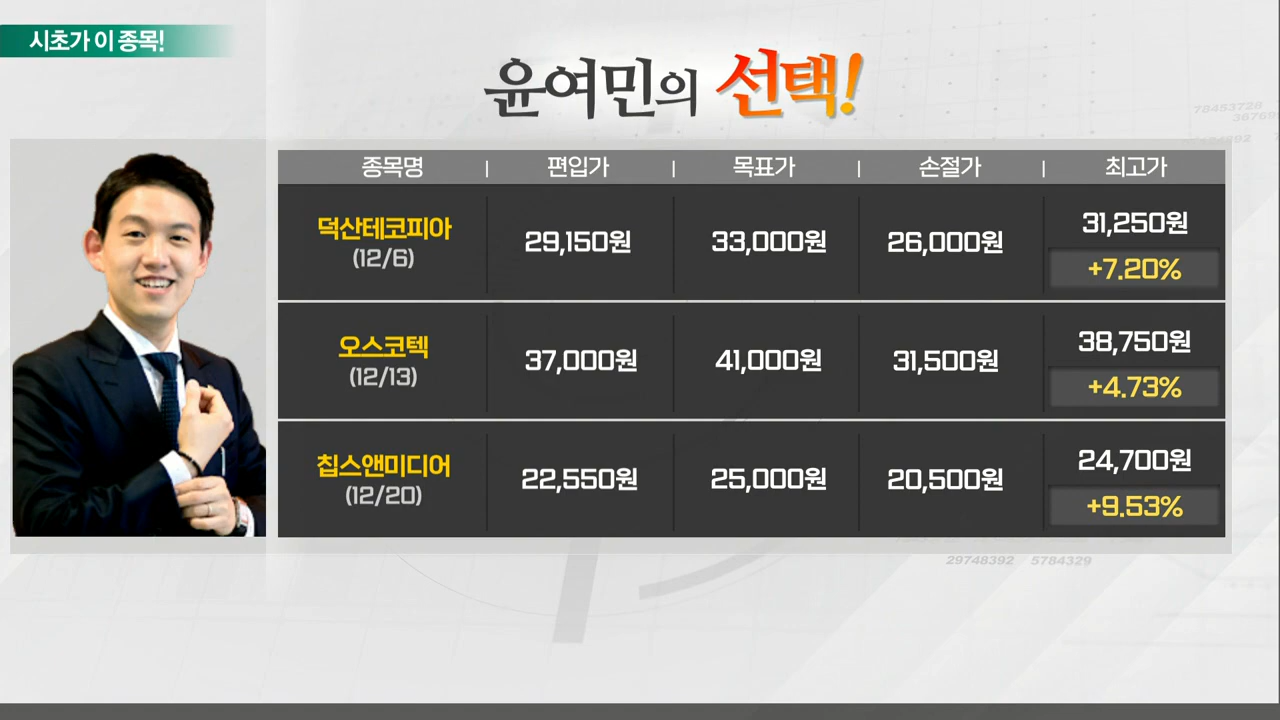 시초가 이 종목!
윤여민의 선택!
종목명 | 편입가 | 목표가 | 손절가 | 최고가
덕산테코피아 (12/6) 29,150원 33,000원 26,000원 31,250원 +7.20%
오스코텍 (12/13) 37,000원 41,000원 31,500원 38,750원 +4.73%
칩스앤미디어 (12/20) 22,550원 25,000원 20,500원 24,700원 +9.53%
29748392 5784329